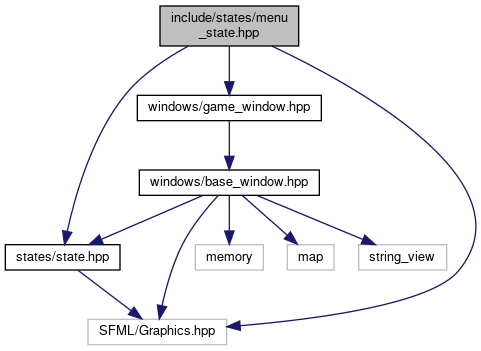 include/states/menu
_state.hpp
windows/game_window.hpp
windows/base_window.hpp
states/state.hpp
memory
map
string_view
SFML/Graphics.hpp